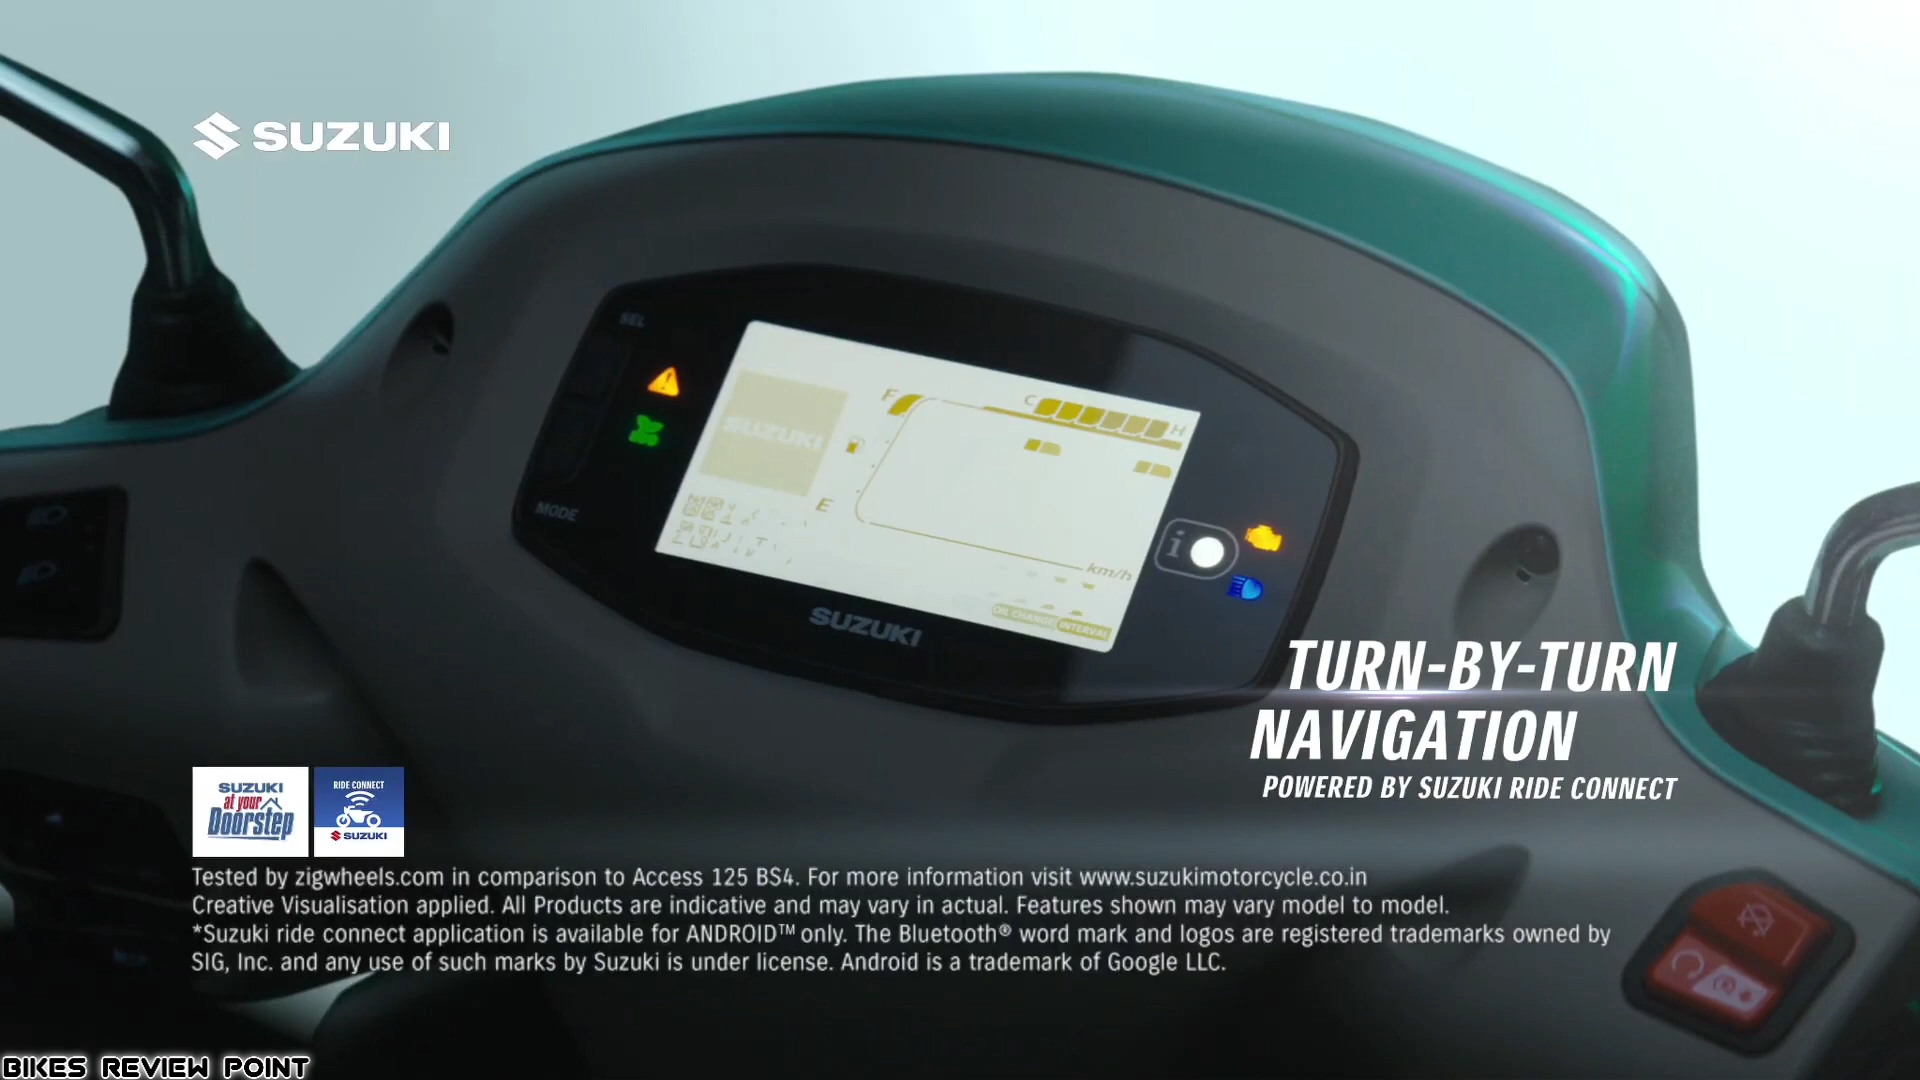 SUZUKI
SEL
SUZUKI
F
C
H
E
MODE
i
km/h
OIL CHANGE INTERVAL
SUZUKI
TURN-BY-TURN
NAVIGATION
POWERED BY SUZUKI RIDE CONNECT
SUZUKI
at your
Doorstep
RIDE CONNECT
SUZUKI
Tested by zigwheels.com in comparison to Access 125 BS4. For more information visit www.suzukimotorcycle.co.in
Creative Visualisation applied. All Products are indicative and may vary in actual. Features shown may vary model to model.
*Suzuki ride connect application is available for ANDROID™ only. The Bluetooth® word mark and logos are registered trademarks owned by
SIG, Inc. and any use of such marks by Suzuki is under license. Android is a trademark of Google LLC.
BIKES REVIEW POINT